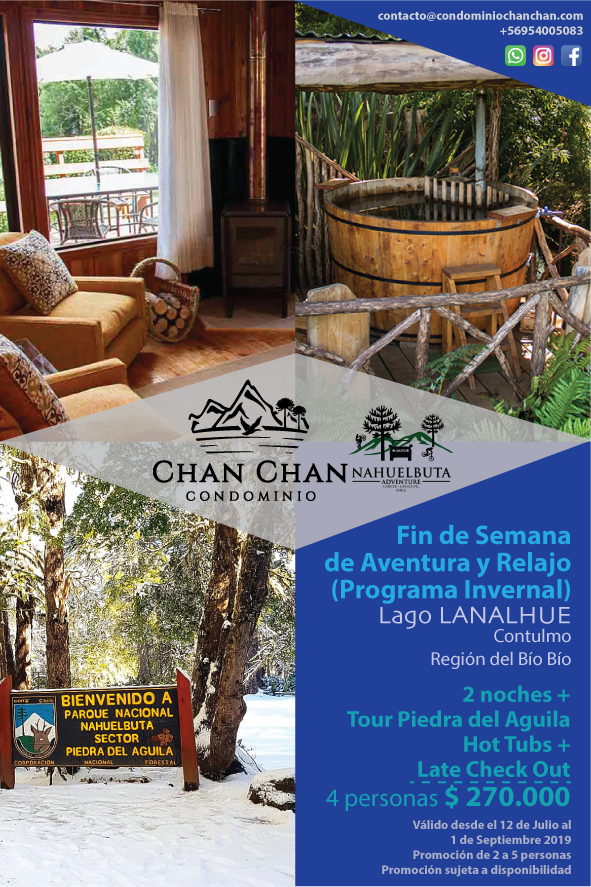 contacto@condominiochanchan.com
+56954005083
CHAN CHAN
CONDOMINIO
NAHUELBUTA
ADVENTURE
Fin de Semana
de Aventura y Relajo
(Programa Invernal)
Lago LANALHUE
Contulmo
Región del Bío Bío
BIENVENIDO A
PARQUE NACIONAL
NAHUELBUTA
SECTOR
PIEDRA DEL AGUILA
CORPORACIÓN NACIONAL FORESTAL
2 noches +
Tour Piedra del Aguila
Hot Tubs +
Late Check Out
4 personas $ 270.000
Válido desde el 12 de Julio al
1 de Septiembre 2019
Promoción de 2 a 5 personas
Promoción sujeta a disponibilidad